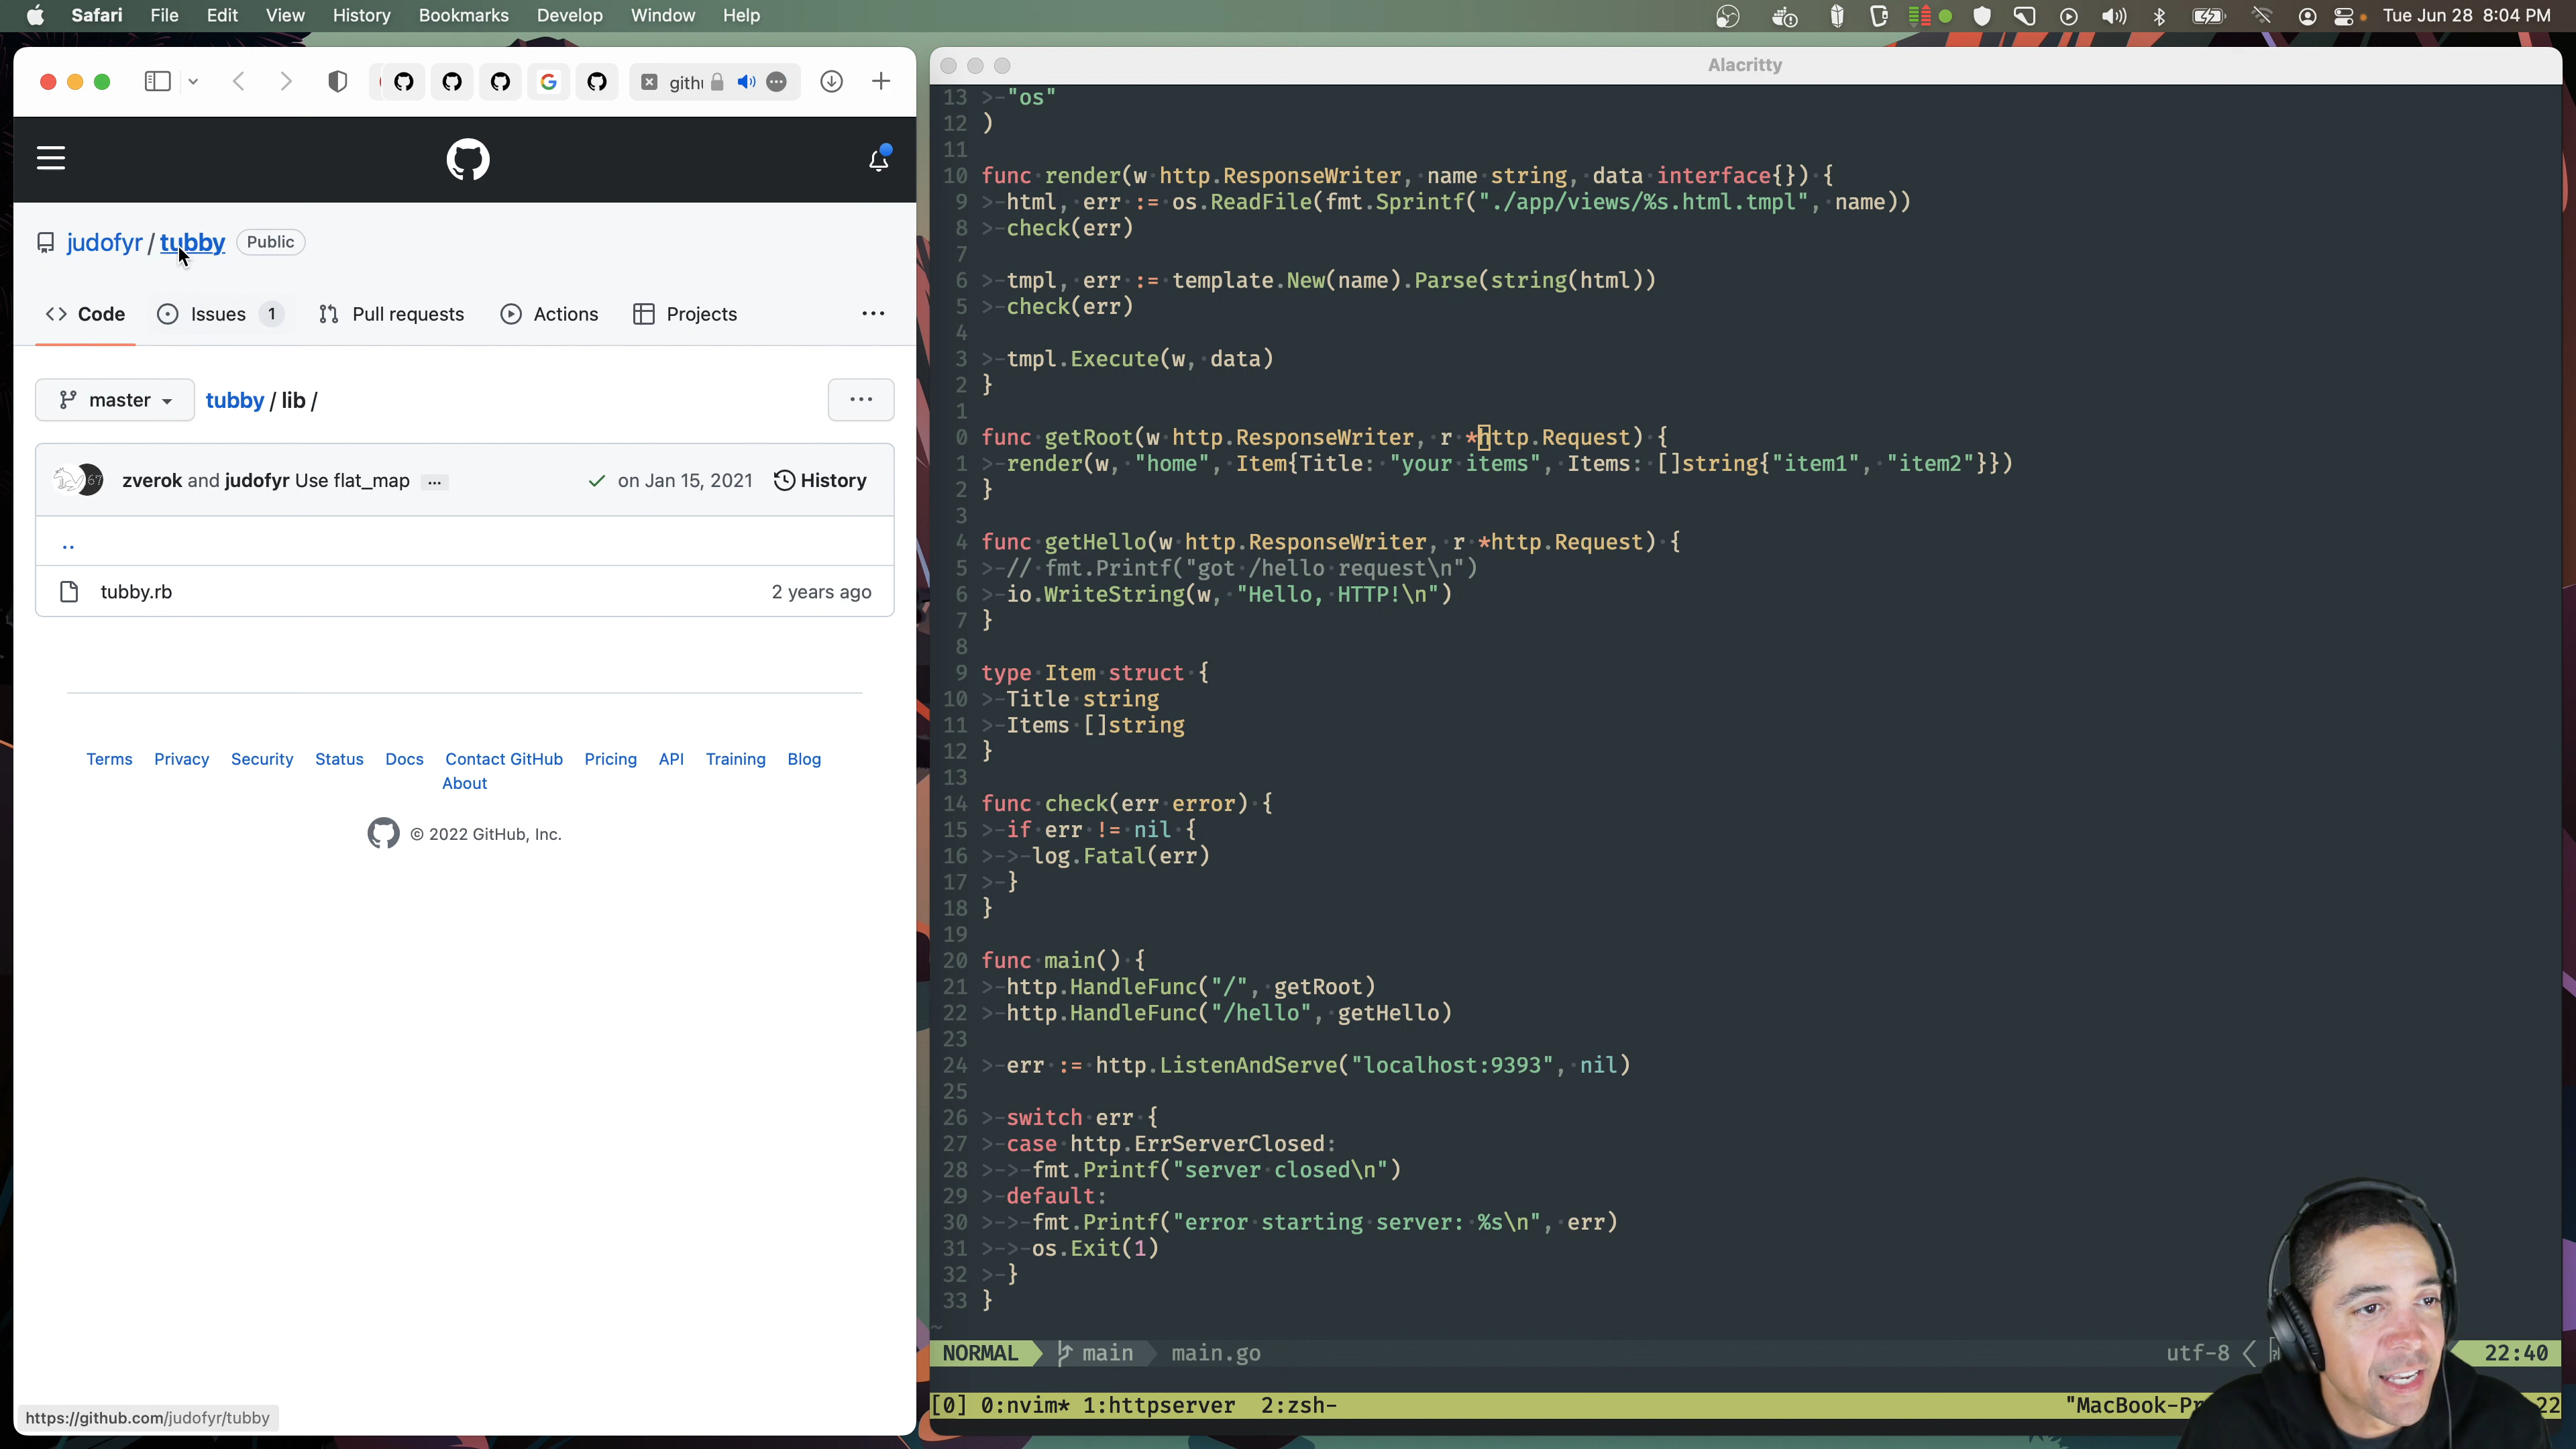 Safari File Edit View History Bookmarks Develop Window Help
Tue Jun 28 8:04 PM
judofyr / tubby Public
Code Issues 1 Pull requests Actions Projects
master tubby / lib /
zverok and judofyr Use flat_map ... on Jan 15, 2021 History
..
tubby.rb 2 years ago
Terms Privacy Security Status Docs Contact GitHub Pricing API Training Blog
About
© 2022 GitHub, Inc.
https://github.com/judofyr/tubby
Alacritty
13 >-"os"
12 )
11
10 func render(w http.ResponseWriter, name string, data interface{}) {
9 >-html, err := os.ReadFile(fmt.Sprintf("./app/views/%s.html.tmpl", name))
8 >-check(err)
7
6 >-tmpl, err := template.New(name).Parse(string(html))
5 >-check(err)
4
3 >-tmpl.Execute(w, data)
2 }
1
0 func getRoot(w http.ResponseWriter, r *http.Request) {
1 >-render(w, "home", Item{Title: "your items", Items: []string{"item1", "item2"}})
2 }
3
4 func getHello(w http.ResponseWriter, r *http.Request) {
5 >-// fmt.Printf("got /hello request\n")
6 >-io.WriteString(w, "Hello, HTTP!\n")
7 }
8
9 type Item struct {
10 >-Title string
11 >-Items []string
12 }
13
14 func check(err error) {
15 >-if err != nil {
16 >->-log.Fatal(err)
17 >-}
18 }
19
20 func main() {
21 >-http.HandleFunc("/", getRoot)
22 >-http.HandleFunc("/hello", getHello)
23
24 >-err := http.ListenAndServe("localhost:9393", nil)
25
26 >-switch err {
27 >-case http.ErrServerClosed:
28 >->-fmt.Printf("server closed\n")
29 >-default:
30 >->-fmt.Printf("error starting server: %s\n", err)
31 >->-os.Exit(1)
32 >-}
33 }
~
NORMAL main main.go utf-8 22:40
[0] 0:nvim* 1:httpserver 2:zsh- "MacBook-Pr 22